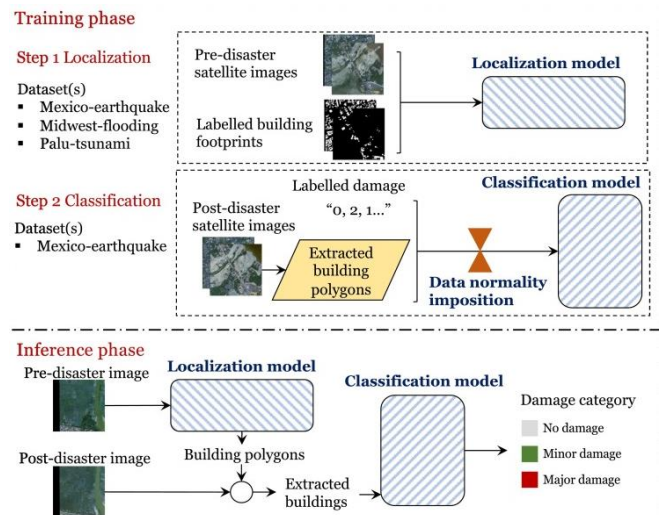 Training phase
Step 1 Localization
Dataset(s)
▪ Mexico-earthquake
▪ Midwest-flooding
▪ Palu-tsunami
Pre-disaster
satellite images
Labelled building
footprints
Localization model
Step 2 Classification
Dataset(s)
▪ Mexico-earthquake
Post-disaster
satellite images
Labelled damage
“0, 2, 1...”
Extracted
building
polygons
Data normality
imposition
Classification model
Inference phase
Pre-disaster image
Localization model
Post-disaster image
Building polygons
Extracted
buildings
Classification model
Damage category
No damage
Minor damage
Major damage